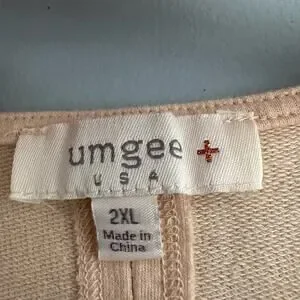 umgee +
USA
2XL
Made in
China